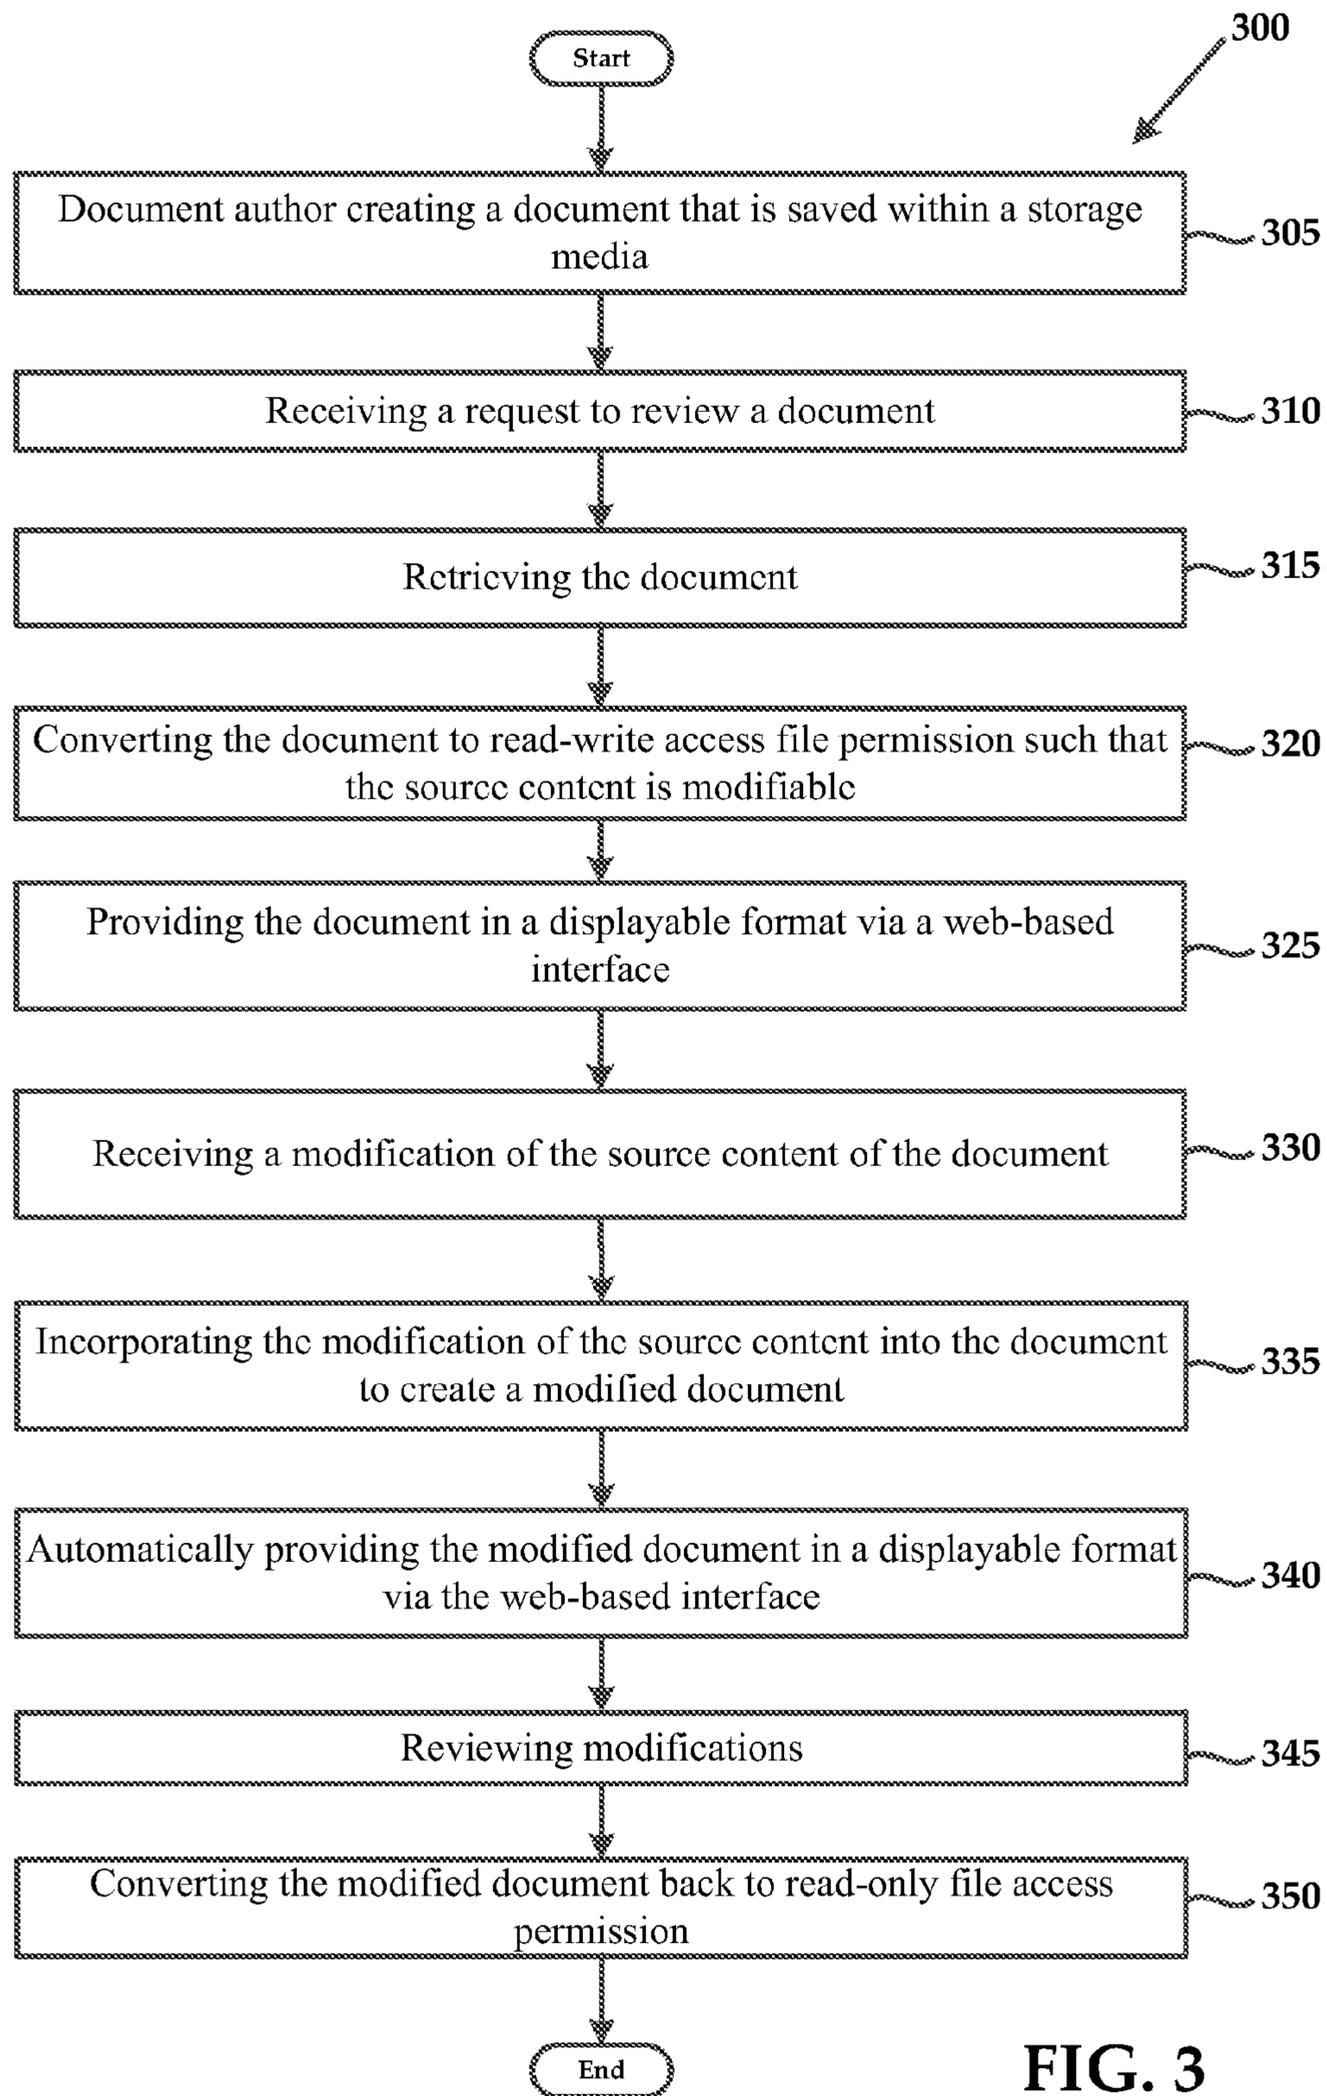 300
Start
Document author creating a document that is saved within a storage
media
305
Receiving a request to review a document
310
Retrieving the document
315
Converting the document to read-write access file permission such that
the source content is modifiable
320
Providing the document in a displayable format via a web-based
interface
325
Receiving a modification of the source content of the document
330
Incorporating the modification of the source content into the document
to create a modified document
335
Automatically providing the modified document in a displayable format
via the web-based interface
340
Reviewing modifications
345
Converting the modified document back to read-only file access
permission
350
End
FIG. 3